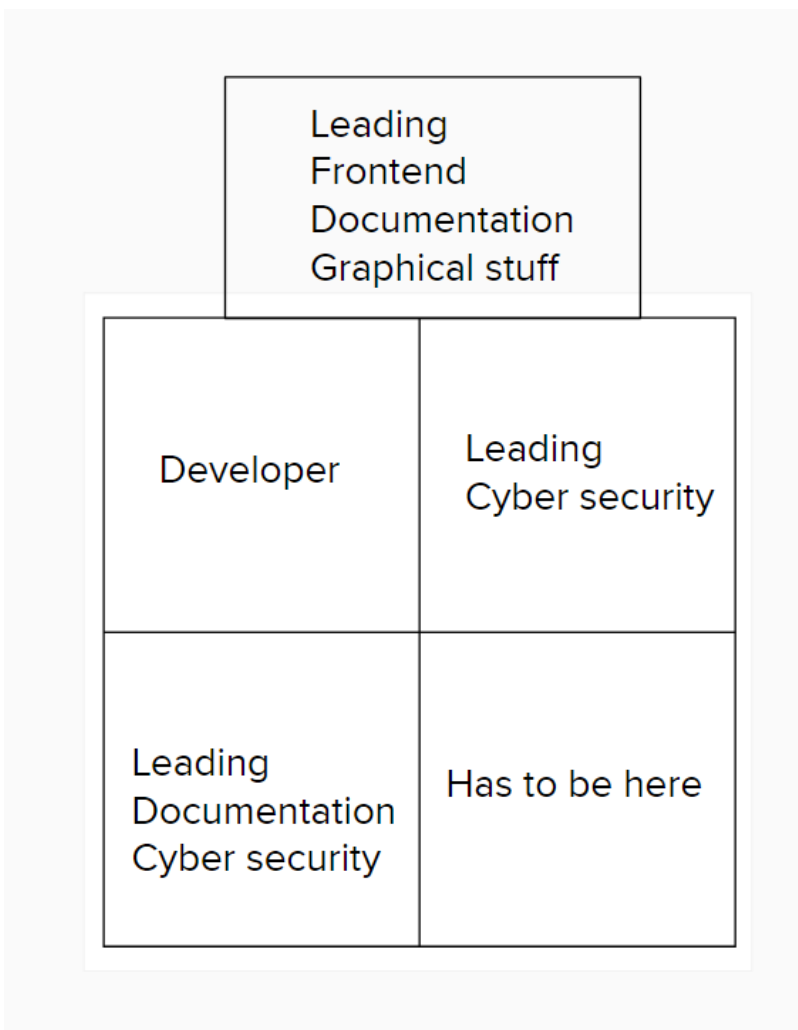 Leading
Frontend
Documentation
Graphical stuff
Developer
Leading
Cyber security
Leading
Documentation
Cyber security
Has to be here